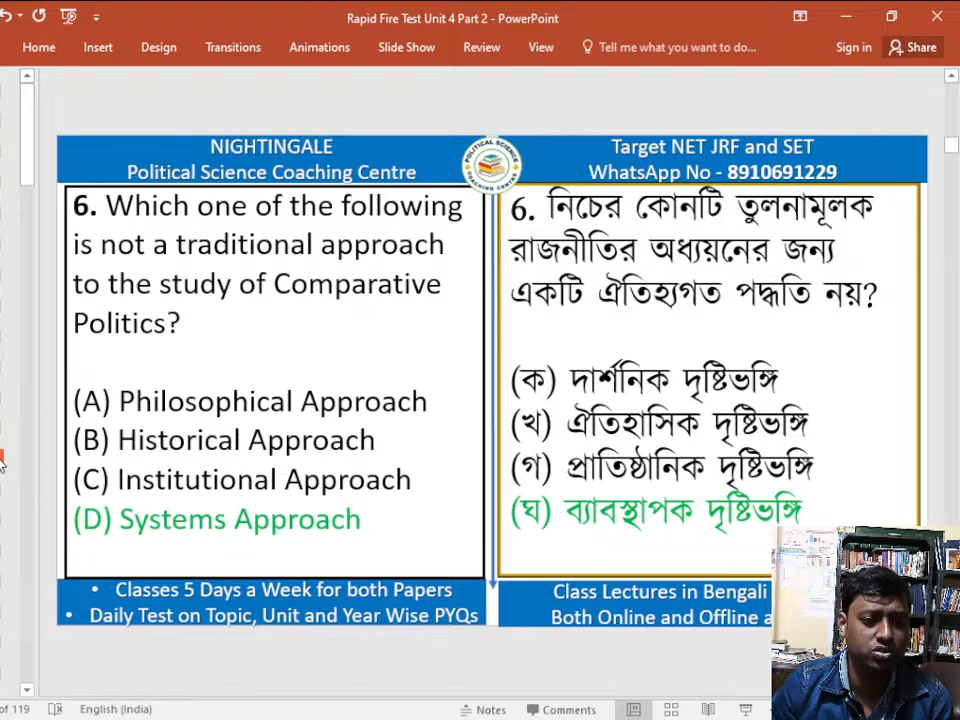 Rapid Fire Test Unit 4 Part 2 - PowerPoint
Home Insert Design Transitions Animations Slide Show Review View Tell me what you want to do... Sign in Share
NIGHTINGALE
Political Science Coaching Centre
POLITICAL SCIENCE
COACHING CENTRE
Target NET JRF and SET
WhatsApp No - 8910691229
6. Which one of the following
is not a traditional approach
to the study of Comparative
Politics?
(A) Philosophical Approach
(B) Historical Approach
(C) Institutional Approach
(D) Systems Approach
6. নিচের কোনটি তুলনামূলক
রাজনীতির অধ্যয়নের জন্য
একটি ঐতিহ্যগত পদ্ধতি নয়?
(ক) দার্শনিক দৃষ্টিভঙ্গি
(খ) ঐতিহাসিক দৃষ্টিভঙ্গি
(গ) প্রাতিষ্ঠানিক দৃষ্টিভঙ্গি
(ঘ) ব্যাবস্থাপক দৃষ্টিভঙ্গি
• Classes 5 Days a Week for both Papers
• Daily Test on Topic, Unit and Year Wise PYQs
Class Lectures in Bengali
Both Online and Offline a
of 119 English (India) Notes Comments